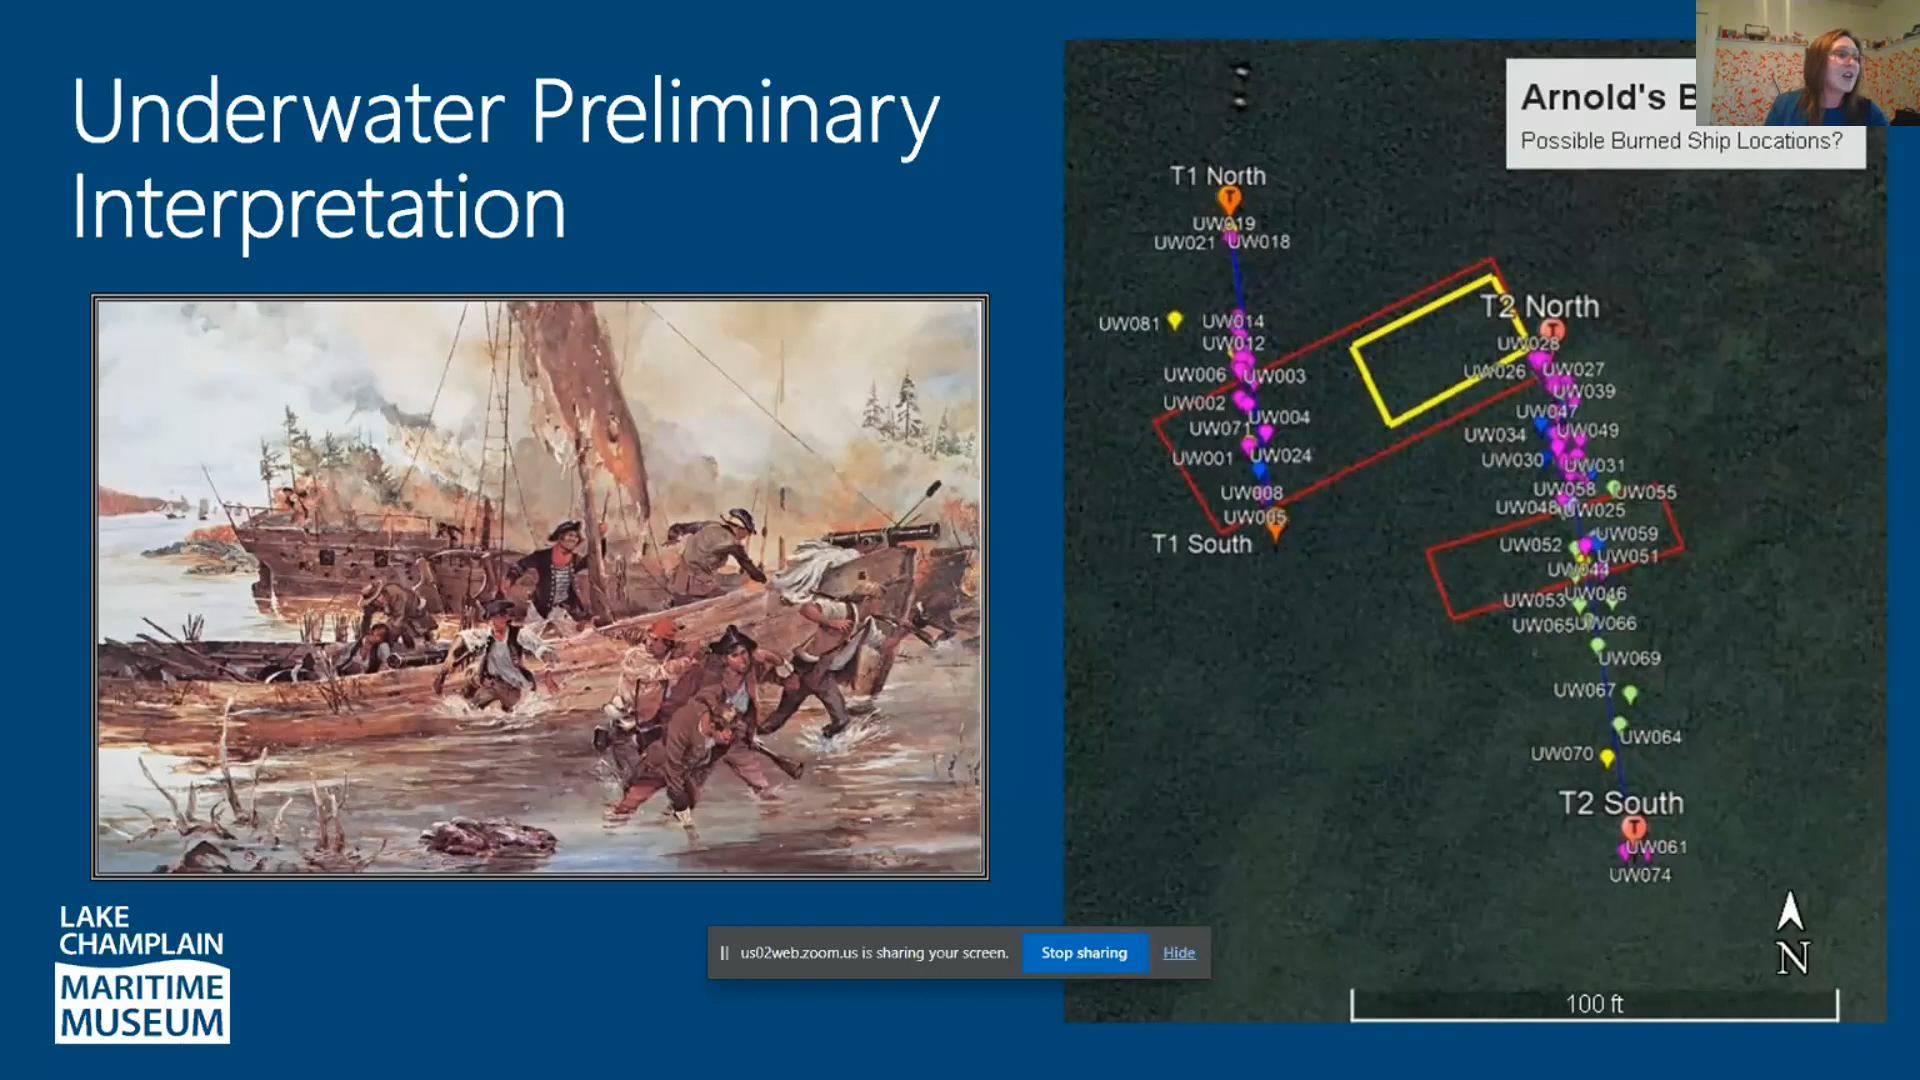 Underwater Preliminary
Interpretation
LAKE
CHAMPLAIN
MARITIME
MUSEUM
us02web.zoom.us is sharing your screen.
Stop sharing
Hide
Arnold's B
Possible Burned Ship Locations?
T1 North
UW019
UW021 UW018
UW081
UW014
UW012
UW006 UW003
UW002
UW004
UW071
UW001 UW024
UW008
UW005
T1 South
T2 North
UW028
UW026 UW027
UW039
UW047
UW034 UW049
UW030 UW031
UW058 UW055
UW048 UW025
UW059
UW052
UW051
UW044
UW053 UW046
UW065 UW066
UW069
UW067
UW064
UW070
T2 South
UW061
UW074
N
100 ft